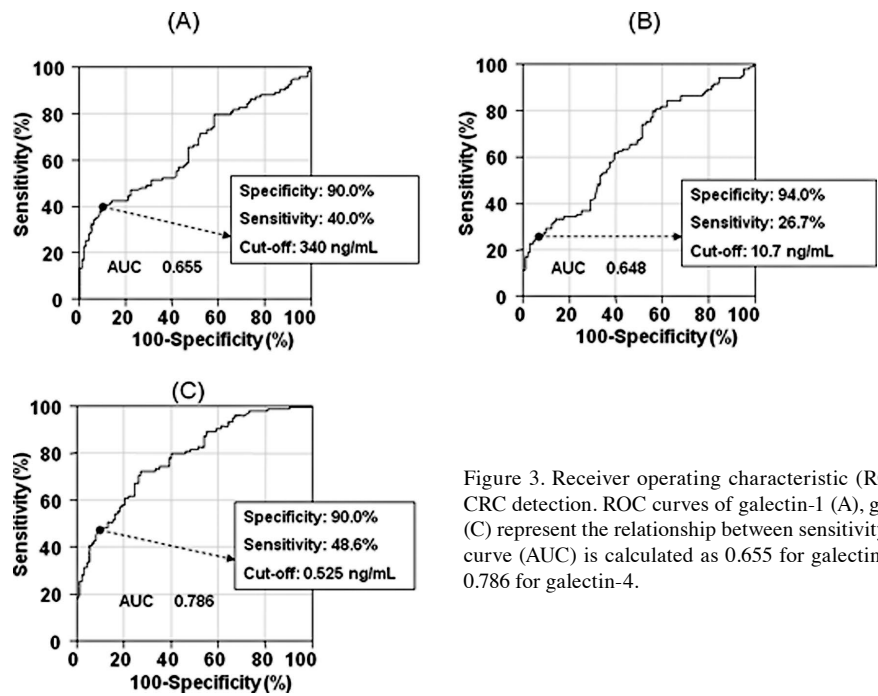 (A)
100
80
60
40
20
0
Sensitivity (%)
Specificity: 90.0%
Sensitivity: 40.0%
Cut-off: 340 ng/mL
AUC 0.655
0 20 40 60 80 100
100-Specificity (%)
(B)
100
80
60
40
20
0
Sensitivity (%)
Specificity: 94.0%
Sensitivity: 26.7%
Cut-off: 10.7 ng/mL
AUC 0.648
0 20 40 60 80 100
100-Specificity (%)
(C)
100
80
60
40
20
0
Sensitivity (%)
Specificity: 90.0%
Sensitivity: 48.6%
Cut-off: 0.525 ng/mL
AUC 0.786
0 20 40 60 80 100
100-Specificity (%)
Figure 3. Receiver operating characteristic
CRC detection. ROC curves of galectin-1 (A),
(C) represent the relationship between
curve (AUC) is calculated as 0.655 for
0.786 for galectin-4.